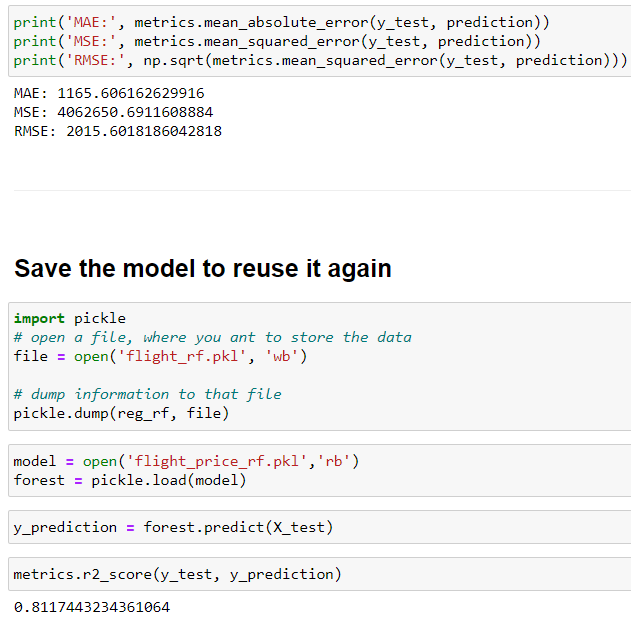 print('MAE:', metrics.mean_absolute_error(y_test, prediction))
print('MSE:', metrics.mean_squared_error(y_test, prediction))
print('RMSE:', np.sqrt(metrics.mean_squared_error(y_test, prediction)))
MAE: 1165.606162629916
MSE: 4062650.6911608884
RMSE: 2015.6018186042818
Save the model to reuse it again
import pickle
# open a file, where you ant to store the data
file = open('flight_rf.pkl', 'wb')
# dump information to that file
pickle.dump(reg_rf, file)
model = open('flight_price_rf.pkl','rb')
forest = pickle.load(model)
y_prediction = forest.predict(X_test)
metrics.r2_score(y_test, y_prediction)
0.8117443234361064